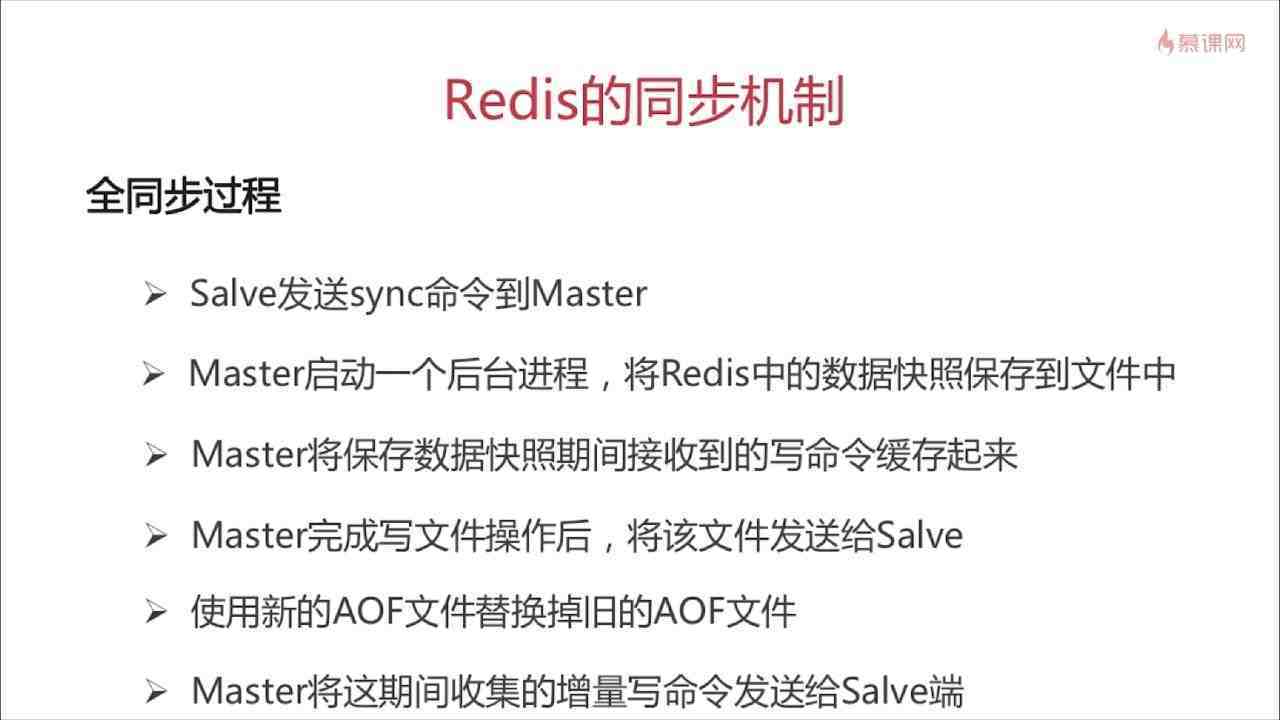 慕课网
Redis的同步机制
全同步过程
Salve发送sync命令到Master
Master启动一个后台进程，将Redis中的数据快照保存到文件中
Master将保存数据快照期间接收到的写命令缓存起来
Master完成写文件操作后，将该文件发送给Salve
使用新的AOF文件替换掉旧的AOF文件
Master将这期间收集的增量写命令发送给Salve端